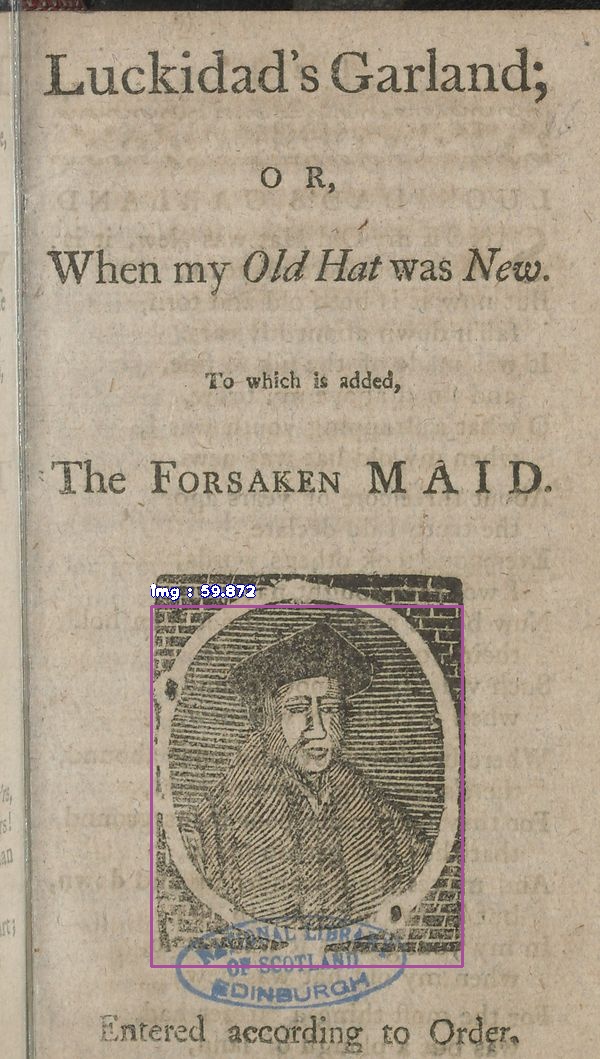 Luckidad's Garland;
O R,
When my Old Hat was New.
To which is added,
The FORSAKEN MAID.
img : 59.872
NATIONAL LIBRARY
OF SCOTLAND
EDINBURGH
Entered according to Order.